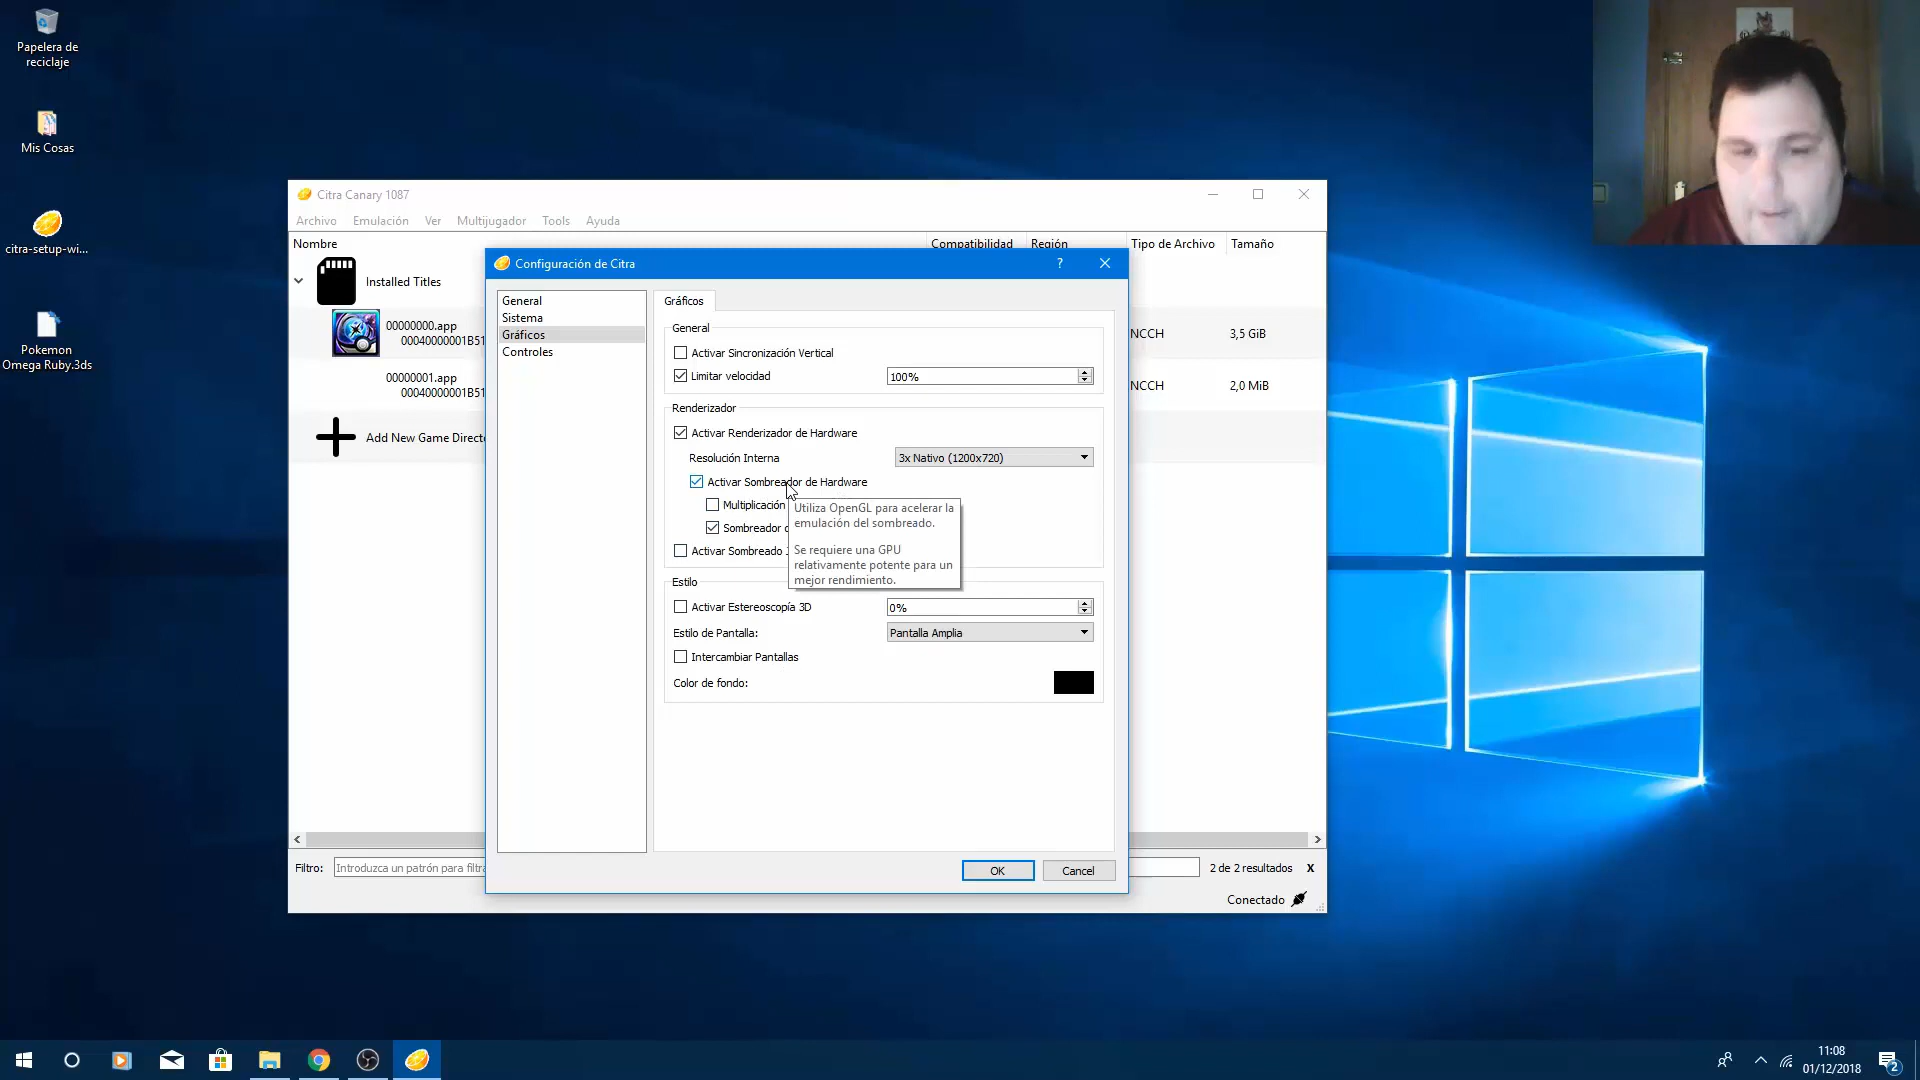 Papelera de
reciclaje
Mis Cosas
citra-setup-wi...
Pokemon
Omega Ruby.3ds
Citra Canary 1087
Archivo Emulación Ver Multijugador Tools Ayuda
Nombre Compatibilidad Región Tipo de Archivo Tamaño
Installed Titles
00000000.app
00040000001B51
NCCH 3,5 GiB
00000001.app
00040000001B51
NCCH 2,0 MiB
Add New Game Directo
Configuración de Citra
?
General
Sistema
Gráficos
Controles
Gráficos
General
Activar Sincronización Vertical
Limitar velocidad 100%
Renderizador
Activar Renderizador de Hardware
Resolución Interna 3x Nativo (1200x720)
Activar Sombreador de Hardware
Multiplicación
Sombreador
Activar Sombreado
Utiliza OpenGL para acelerar la
emulación del sombreado.
Se requiere una GPU
relativamente potente para un
mejor rendimiento.
Estilo
Activar Estereoscopía 3D 0%
Estilo de Pantalla: Pantalla Amplia
Intercambiar Pantallas
Color de fondo:
OK Cancel
Filtro: Introduzca un patrón para filtra
2 de 2 resultados X
Conectado
11:08
01/12/2018
2